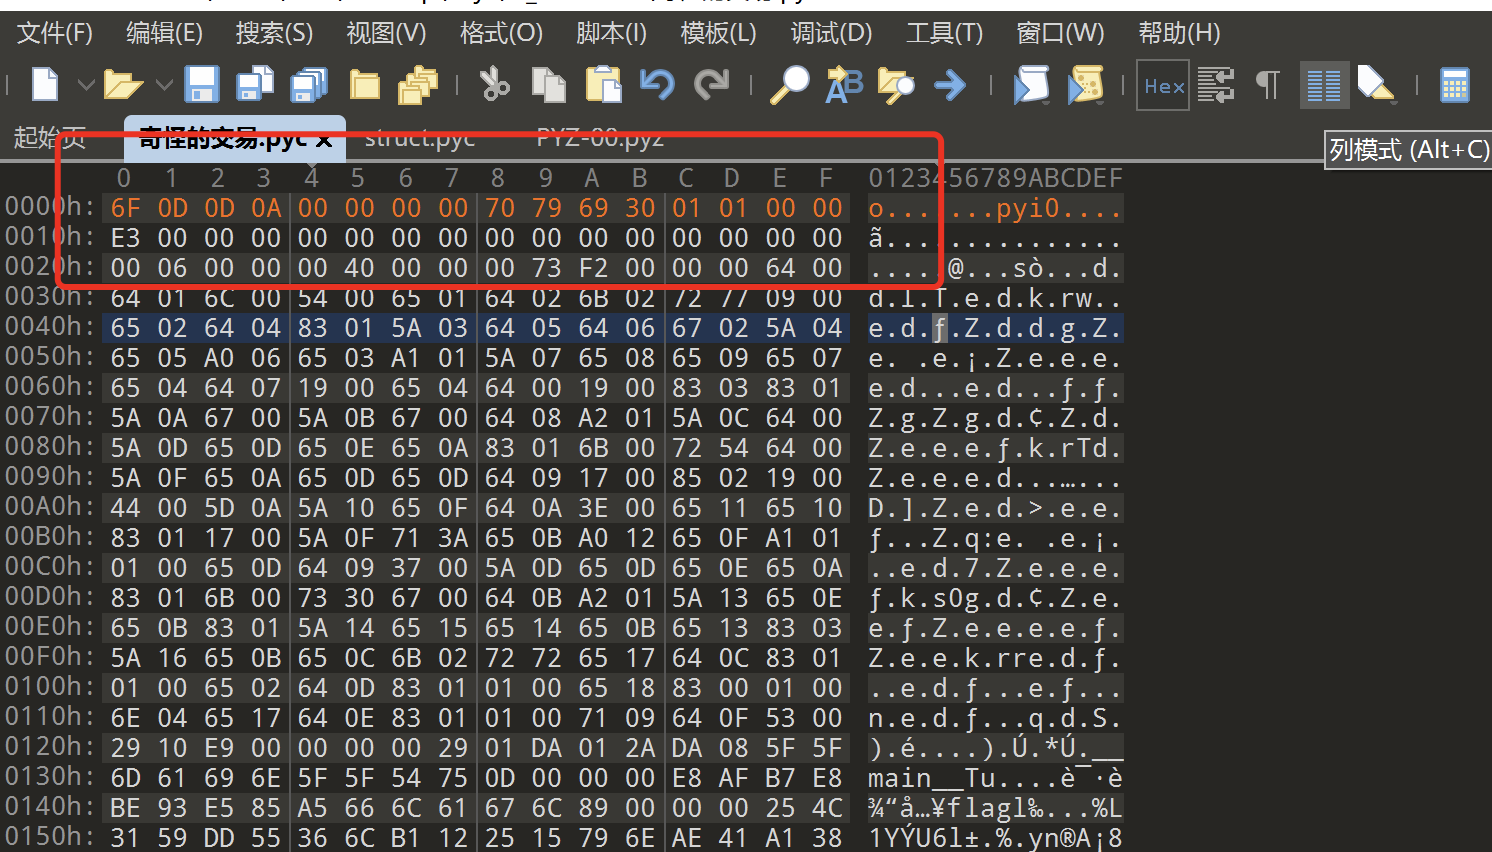 文件(F) 编辑(E) 搜索(S) 视图(V) 格式(O) 脚本(I) 模板(L) 调试(D) 工具(T) 窗口(W) 帮助(H)
Hex
起始页 奇怪的交易.pyc x struct.pyc PYZ-00.pyz
列模式 (Alt+C)
0 1 2 3 4 5 6 7 8 9 A B C D E F 0123456789ABCDEF
0000h: 6F 0D 0D 0A 00 00 00 00 70 79 69 30 01 01 00 00 o.......pyi0....
0010h: E3 00 00 00 00 00 00 00 00 00 00 00 00 00 00 00 ã...............
0020h: 00 06 00 00 00 40 00 00 00 73 F2 00 00 00 64 00 .....@...sò...d.
0030h: 64 01 6C 00 54 00 65 01 64 02 6B 02 72 77 09 00 d.l.T.e.d.k.rw..
0040h: 65 02 64 04 83 01 5A 03 64 05 64 06 67 02 5A 04 e.d.ƒ.Z.d.d.g.Z.
0050h: 65 05 A0 06 65 03 A1 01 5A 07 65 08 65 09 65 07 e. .e.¡.Z.e.e.e.
0060h: 65 04 64 07 19 00 65 04 64 00 19 00 83 03 83 01 e.d...e.d...ƒ.ƒ.
0070h: 5A 0A 67 00 5A 0B 67 00 64 08 A2 01 5A 0C 64 00 Z.g.Z.g.d.¢.Z.d.
0080h: 5A 0D 65 0D 65 0E 65 0A 83 01 6B 00 72 54 64 00 Z.e.e.e.ƒ.k.rTd.
0090h: 5A 0F 65 0A 65 0D 65 0D 64 09 17 00 85 02 19 00 Z.e.e.e.d...…...
00A0h: 44 00 5D 0A 5A 10 65 0F 64 0A 3E 00 65 11 65 10 D.].Z.e.d.>.e.e.
00B0h: 83 01 17 00 5A 0F 71 3A 65 0B A0 12 65 0F A1 01 ƒ...Z.q:e. .e.¡.
00C0h: 01 00 65 0D 64 09 37 00 5A 0D 65 0D 65 0E 65 0A ..e.d.7.Z.e.e.e.
00D0h: 83 01 6B 00 73 30 67 00 64 0B A2 01 5A 13 65 0E ƒ.k.s0g.d.¢.Z.e.
00E0h: 65 0B 83 01 5A 14 65 15 65 14 65 0B 65 13 83 03 e.ƒ.Z.e.e.e.e.ƒ.
00F0h: 5A 16 65 0B 65 0C 6B 02 72 72 65 17 64 0C 83 01 Z.e.e.k.rre.d.ƒ.
0100h: 01 00 65 02 64 0D 83 01 01 00 65 18 83 00 01 00 ..e.d.ƒ...e.ƒ...
0110h: 6E 04 65 17 64 0E 83 01 01 00 71 09 64 0F 53 00 n.e.d.ƒ...q.d.S.
0120h: 29 10 E9 00 00 00 00 29 01 DA 01 2A DA 08 5F 5F ).é....).Ú.*Ú.__
0130h: 6D 61 69 6E 5F 5F 54 75 0D 00 00 00 E8 AF B7 E8 main__Tu....è¯·è
0140h: BE 93 E5 85 A5 66 6C 61 67 6C 89 00 00 00 25 4C ¾“å…¥flagl‰...%L
0150h: 31 59 DD 55 36 6C B1 12 25 15 79 6E AE 41 A1 38 1YÝU6l±.%.yn®A¡8